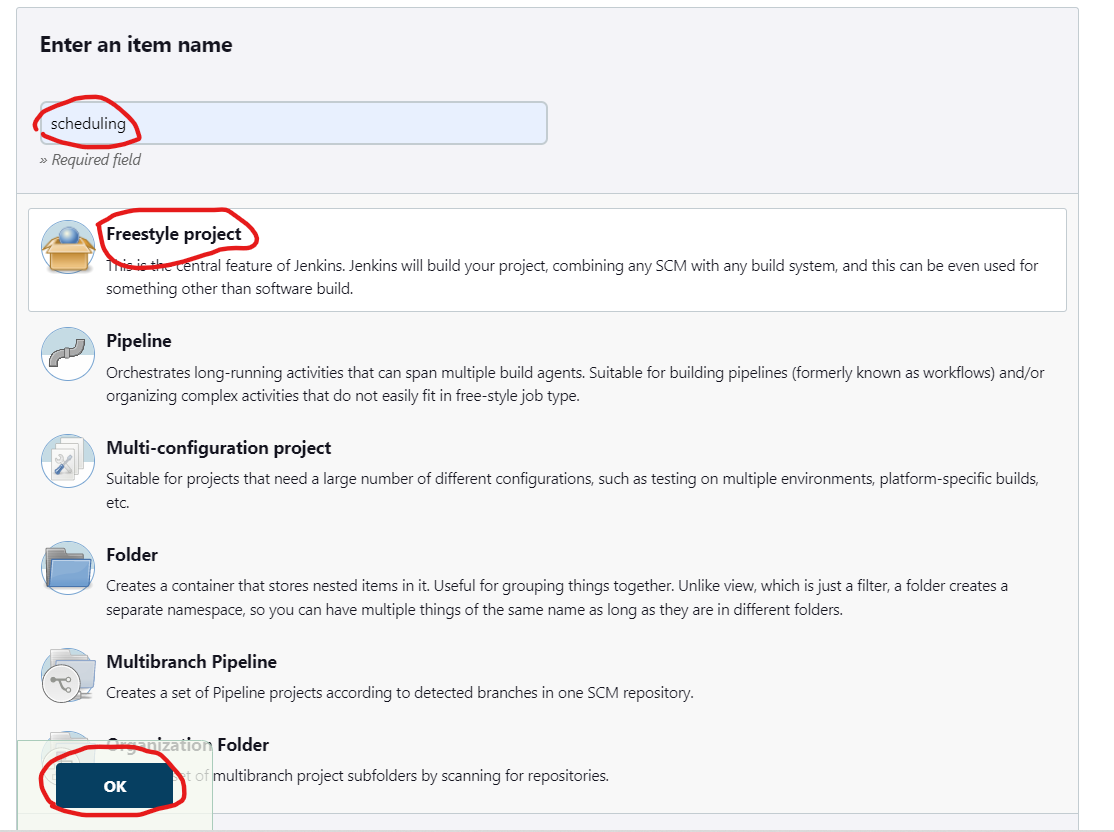 Enter an item name
scheduling
» Required field
Freestyle project
This is the central feature of Jenkins. Jenkins will build your project, combining any SCM with any build system, and this can be even used for
something other than software build.
Pipeline
Orchestrates long-running activities that can span multiple build agents. Suitable for building pipelines (formerly known as workflows) and/or
organizing complex activities that do not easily fit in free-style job type.
Multi-configuration project
Suitable for projects that need a large number of different configurations, such as testing on multiple environments, platform-specific builds,
etc.
Folder
Creates a container that stores nested items in it. Useful for grouping things together. Unlike view, which is just a filter, a folder creates a
separate namespace, so you can have multiple things of the same name as long as they are in different folders.
Multibranch Pipeline
Creates a set of Pipeline projects according to detected branches in one SCM repository.
Organization Folder
set of multibranch project subfolders by scanning for repositories.
OK